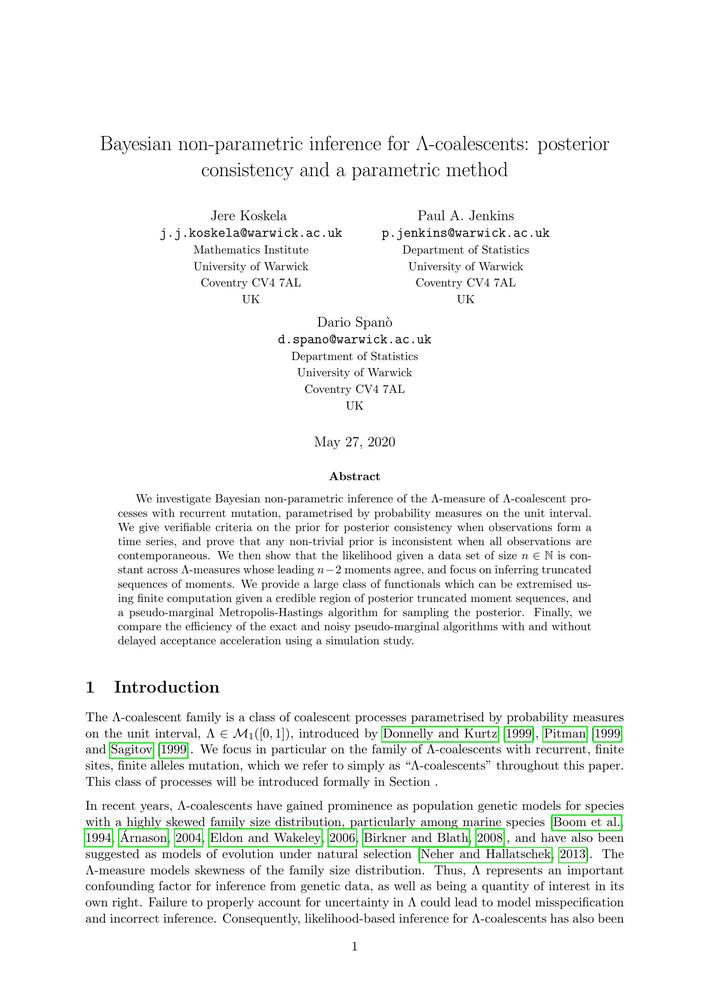 Bayesian non-parametric inference for Λ-coalescents: posterior
consistency and a parametric method
Jere Koskela
j.j.koskela@warwick.ac.uk
Mathematics Institute
University of Warwick
Coventry CV4 7AL
UK
Paul A. Jenkins
p.jenkins@warwick.ac.uk
Department of Statistics
University of Warwick
Coventry CV4 7AL
UK
Dario Spanò
d.spano@warwick.ac.uk
Department of Statistics
University of Warwick
Coventry CV4 7AL
UK
May 27, 2020
Abstract
We investigate Bayesian non-parametric inference of the Λ-measure of Λ-coalescent pro-
cesses with recurrent mutation, parametrised by probability measures on the unit interval.
We give verifiable criteria on the prior for posterior consistency when observations form a
time series, and prove that any non-trivial prior is inconsistent when all observations are
contemporaneous. We then show that the likelihood given a data set of size n ∈ ℕ is con-
stant across Λ-measures whose leading n−2 moments agree, and focus on inferring truncated
sequences of moments. We provide a large class of functionals which can be extremised us-
ing finite computation given a credible region of posterior truncated moment sequences, and
a pseudo-marginal Metropolis-Hastings algorithm for sampling the posterior. Finally, we
compare the efficiency of the exact and noisy pseudo-marginal algorithms with and without
delayed acceptance acceleration using a simulation study.
1 Introduction
The Λ-coalescent family is a class of coalescent processes parametrised by probability measures
on the unit interval, Λ ∈ ℳ₁([0, 1]), introduced by Donnelly and Kurtz [1999], Pitman [1999]
and Sagitov [1999]. We focus in particular on the family of Λ-coalescents with recurrent, finite
sites, finite alleles mutation, which we refer to simply as “Λ-coalescents” throughout this paper.
This class of processes will be introduced formally in Section .
In recent years, Λ-coalescents have gained prominence as population genetic models for species
with a highly skewed family size distribution, particularly among marine species [Boom et al.,
1994, Árnason, 2004, Eldon and Wakeley, 2006, Birkner and Blath, 2008], and have also been
suggested as models of evolution under natural selection [Neher and Hallatschek, 2013]. The
Λ-measure models skewness of the family size distribution. Thus, Λ represents an important
confounding factor for inference from genetic data, as well as being a quantity of interest in its
own right. Failure to properly account for uncertainty in Λ could lead to model misspecification
and incorrect inference. Consequently, likelihood-based inference for Λ-coalescents has also been
1